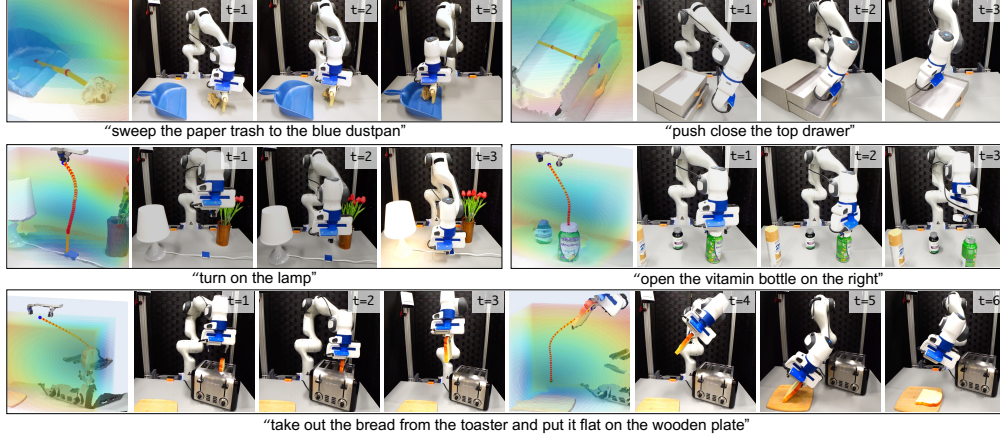 t=1
t=2
t=3
t=1
t=2
t=3
“sweep the paper trash to the blue dustpan”
“push close the top drawer”
t=1
t=2
t=3
t=1
t=2
t=3
“turn on the lamp”
“open the vitamin bottle on the right”
t=1
t=2
t=3
t=4
t=5
t=6
“take out the bread from the toaster and put it flat on the wooden plate”